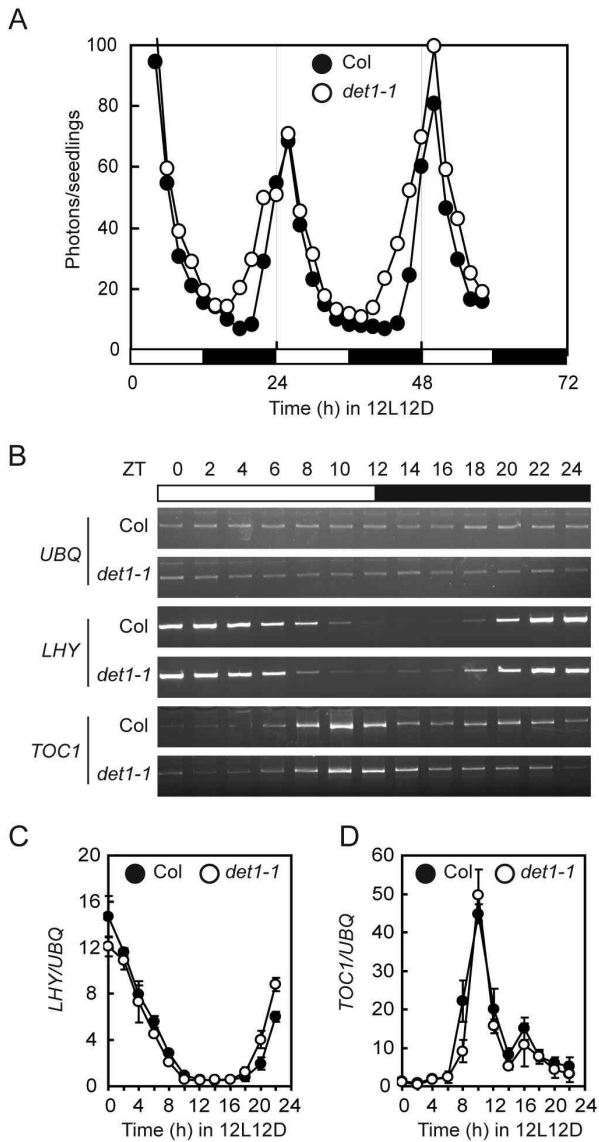 A
100
80
60
40
20
0
Photons/seedlings
Col
det1-1
0 24 48 72
Time (h) in 12L12D
B
ZT 0 2 4 6 8 10 12 14 16 18 20 22 24
UBQ
Col
det1-1
LHY
Col
det1-1
TOC1
Col
det1-1
C
Col det1-1
20
16
12
8
4
0
LHY/UBQ
0 4 8 12 16 20 24
Time (h) in 12L12D
D
Col det1-1
60
50
40
30
20
10
0
TOC1/UBQ
0 4 8 12 16 20 24
Time (h) in 12L12D